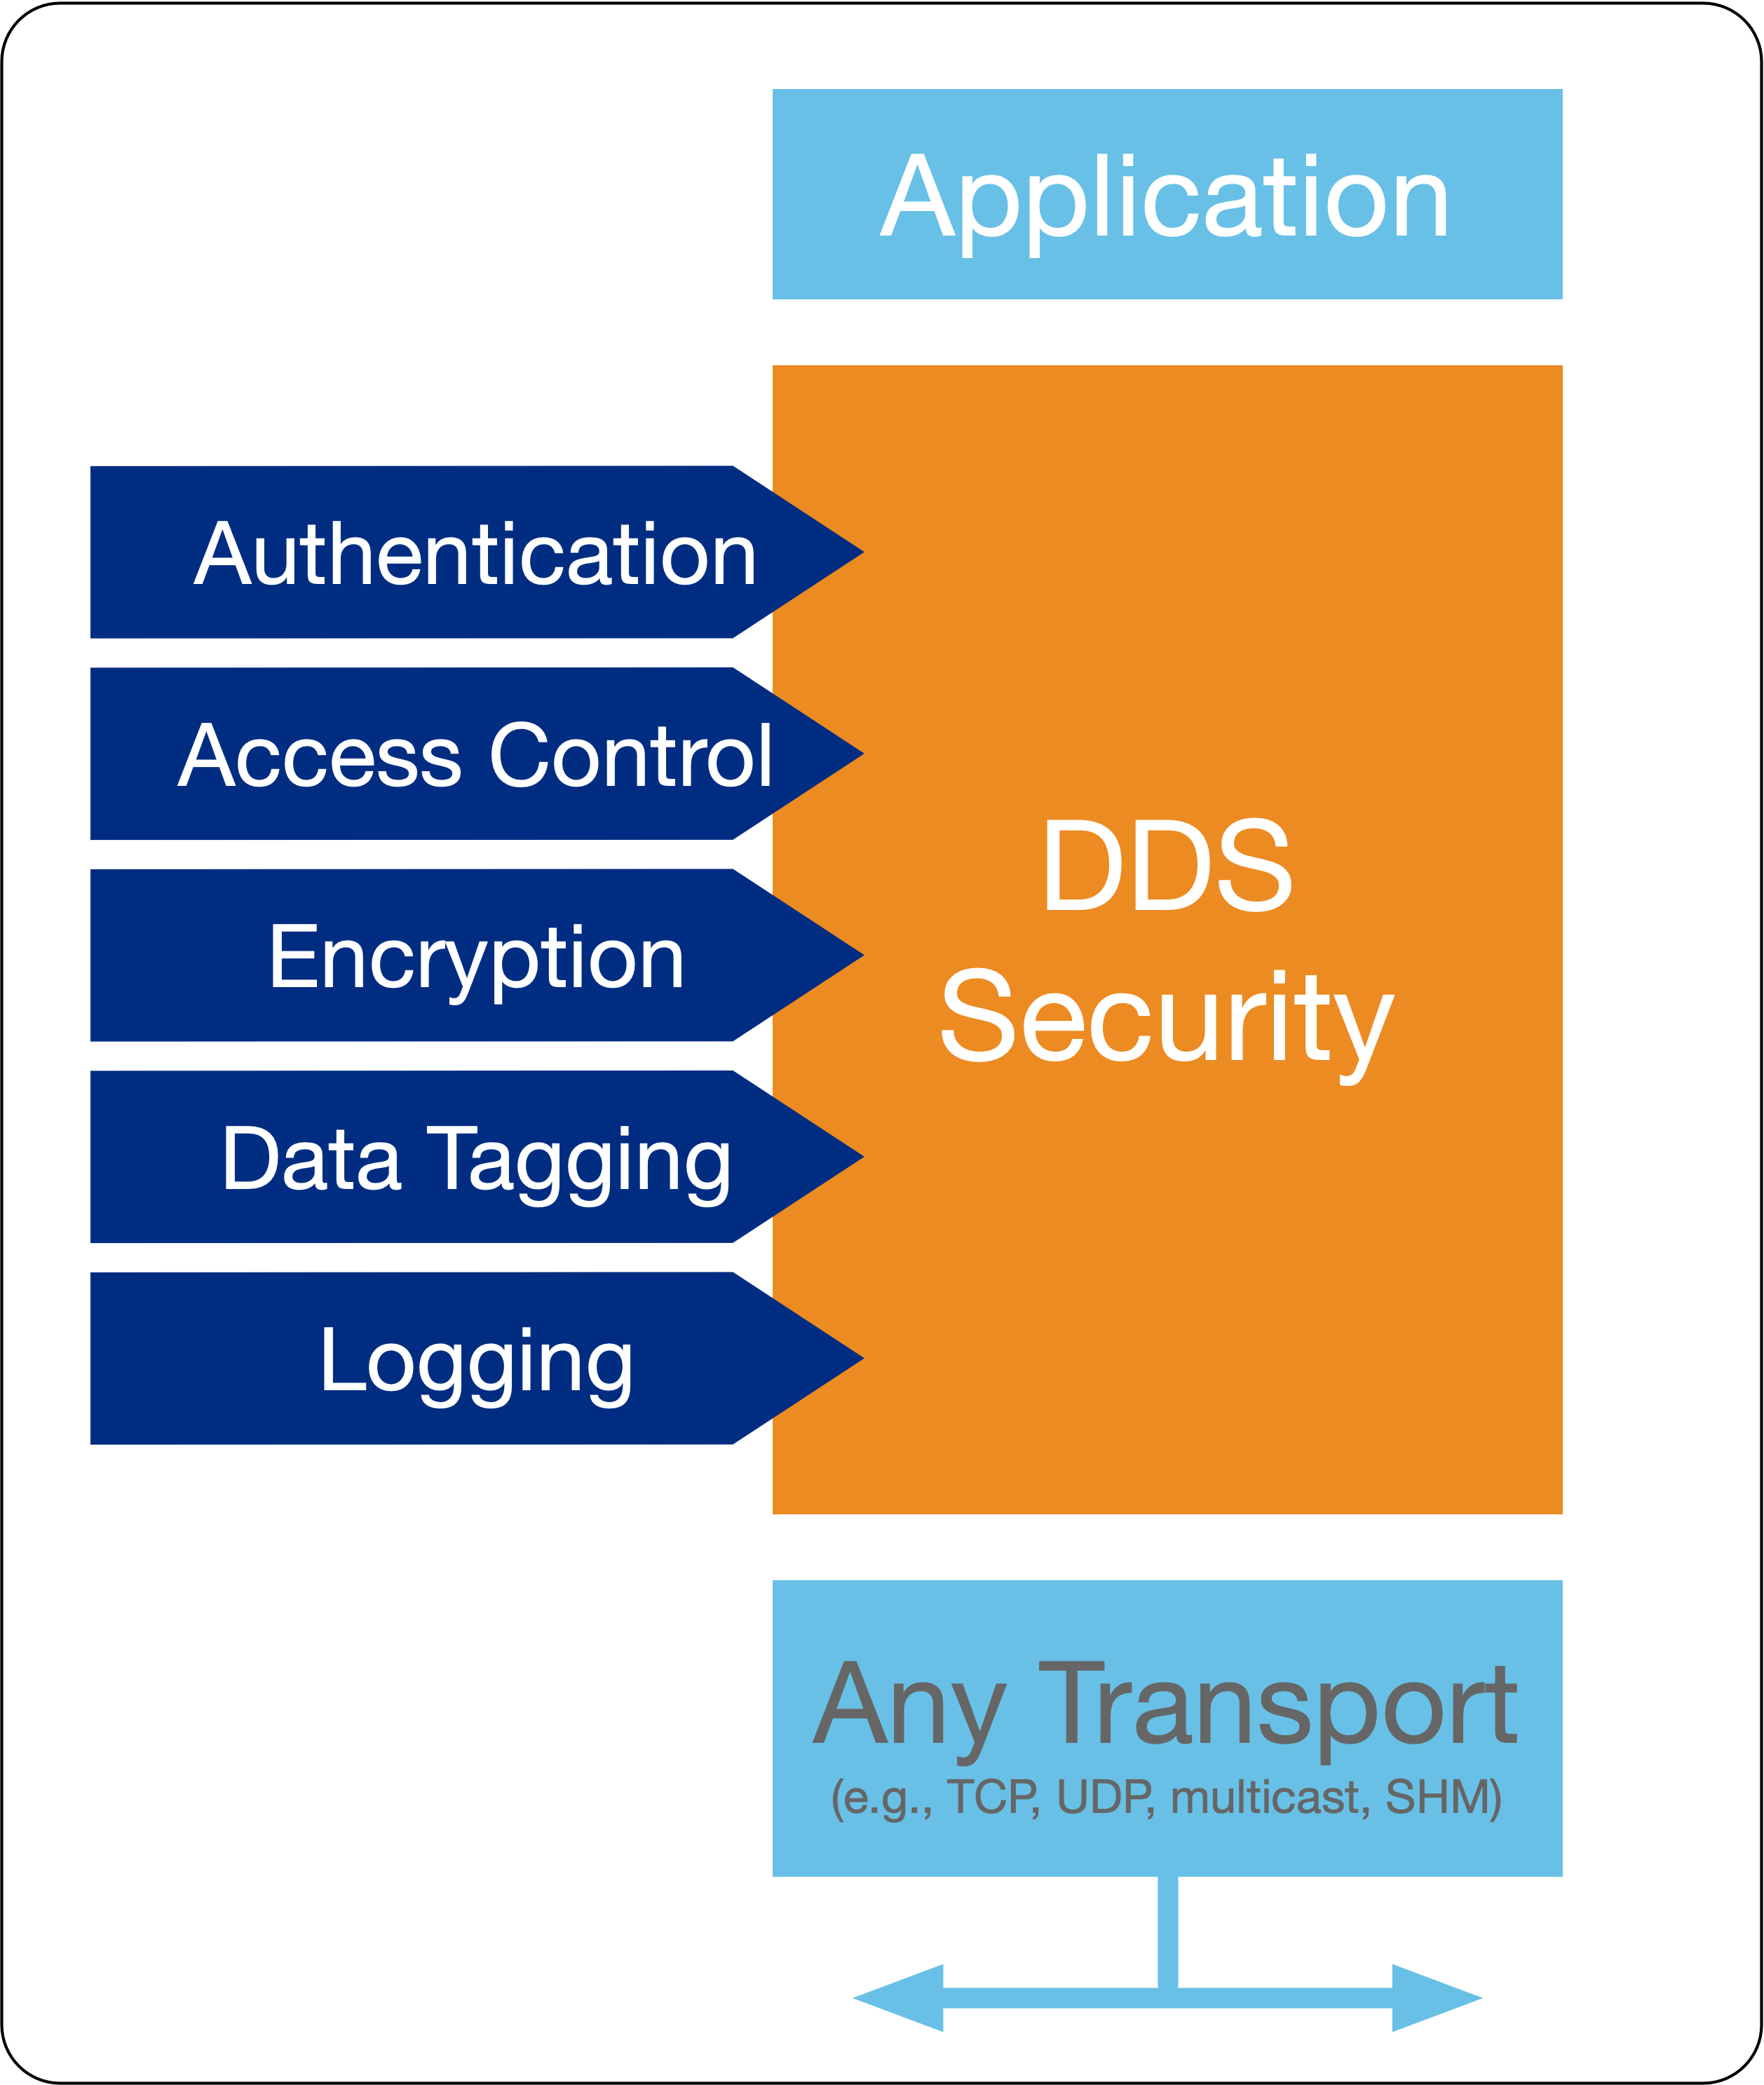 Application
Authentication
Access Control
Encryption
Data Tagging
Logging
DDS
Security
Any Transport
(e.g., TCP, UDP, multicast, SHM)